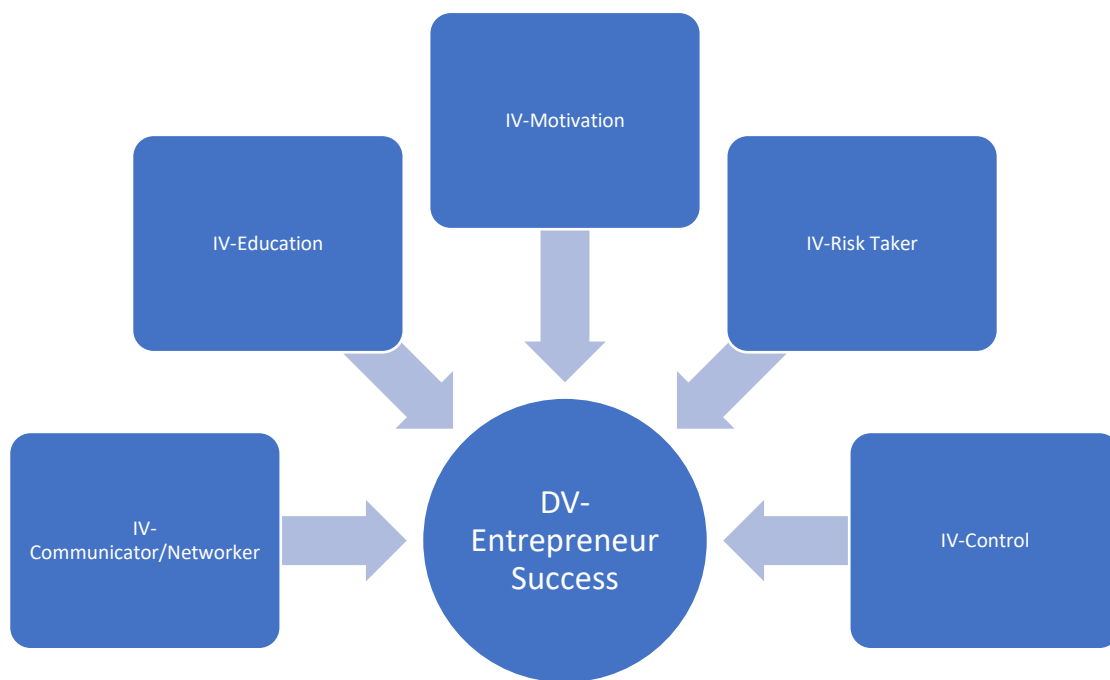 IV-Motivation
IV-Education
IV-Risk Taker
IV-
Communicator/Networker
DV-
Entrepreneur
Success
IV-Control